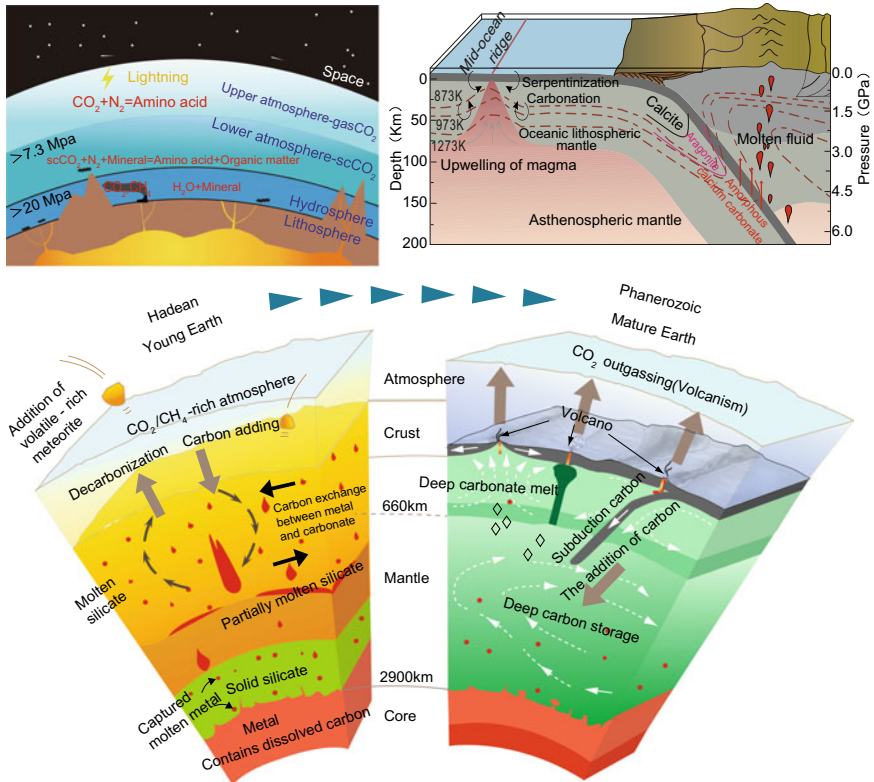 Space
Lightning
CO2+N2=Amino acid
Upper atmosphere-gasCO2
Lower atmosphere-scCO2
>7.3 Mpa
scCO2+N2+Mineral=Amino acid+Organic matter
H2O+Mineral
>20 Mpa
Hydrosphere
Lithosphere
Mid-ocean
ridge
0
50
100
150
200
Depth (Km)
873K
973K
1273K
Serpentinization
Carbonation
Oceanic lithospheric
mantle
Upwelling of magma
Asthenospheric mantle
Calcite
Aragonite
Amorphous
calcium carbonate
Molten fluid
0.0
1.5
3.0
4.5
6.0
Pressure (GPa)
Hadean
Young Earth
Phanerozoic
Mature Earth
Addition of
volatile - rich
meteorite
CO2/CH4-rich atmosphere
Decarbonization
Carbon adding
Carbon exchange
between metal
and carbonate
Molten
silicate
Partially molten silicate
Solid silicate
Captured
molten metal
Metal
Contains dissolved carbon
Atmosphere
Crust
660km
Mantle
2900km
Core
CO2 outgassing(Volcanism)
Volcano
Deep carbonate melt
Subduction carbon
The addition of carbon
Deep carbon storage